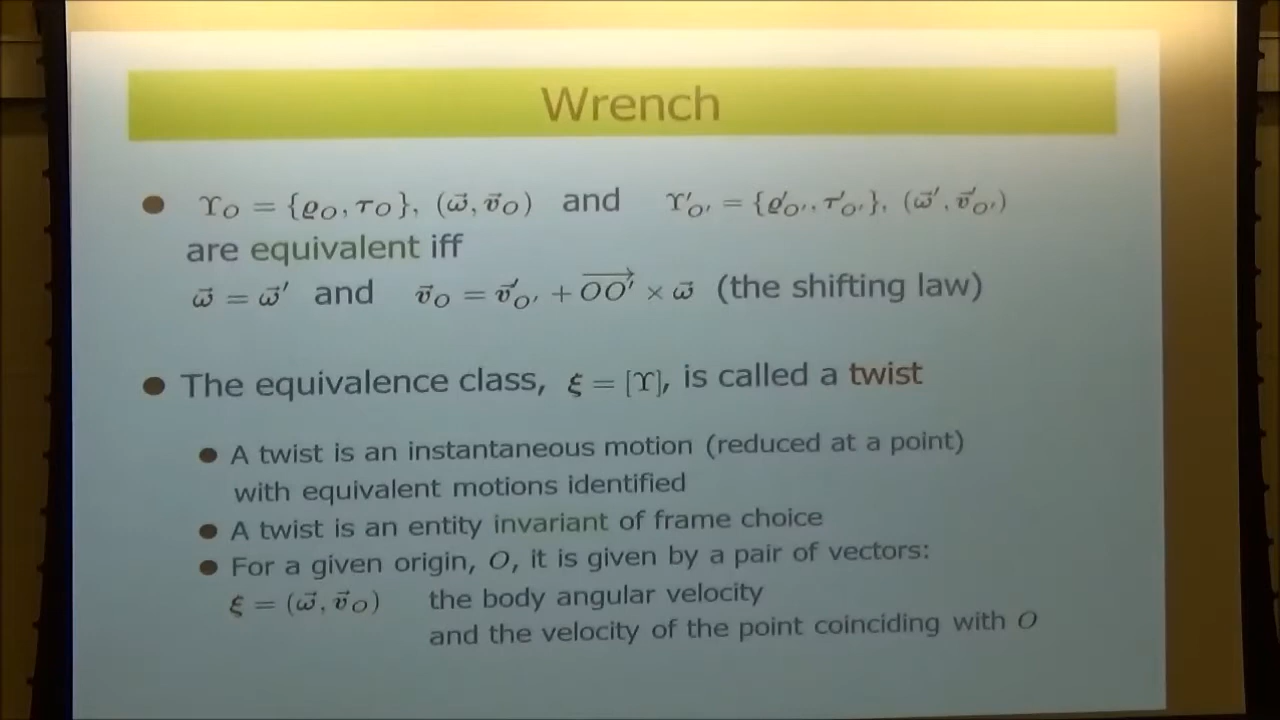 Wrench
● ϒ_O = {ϱ_O, τ_O}, (ω⃗, v⃗_O) and ϒ′_O′ = {ϱ′_O′, τ′_O′}, (ω⃗′, v⃗′_O′)
are equivalent iff
ω⃗ = ω⃗′ and v⃗_O = v⃗′_O′ + OO′⃗ × ω⃗ (the shifting law)
● The equivalence class, ξ = [ϒ], is called a twist
● A twist is an instantaneous motion (reduced at a point)
with equivalent motions identified
● A twist is an entity invariant of frame choice
● For a given origin, O, it is given by a pair of vectors:
ξ = (ω⃗, v⃗_O) the body angular velocity
and the velocity of the point coinciding with O